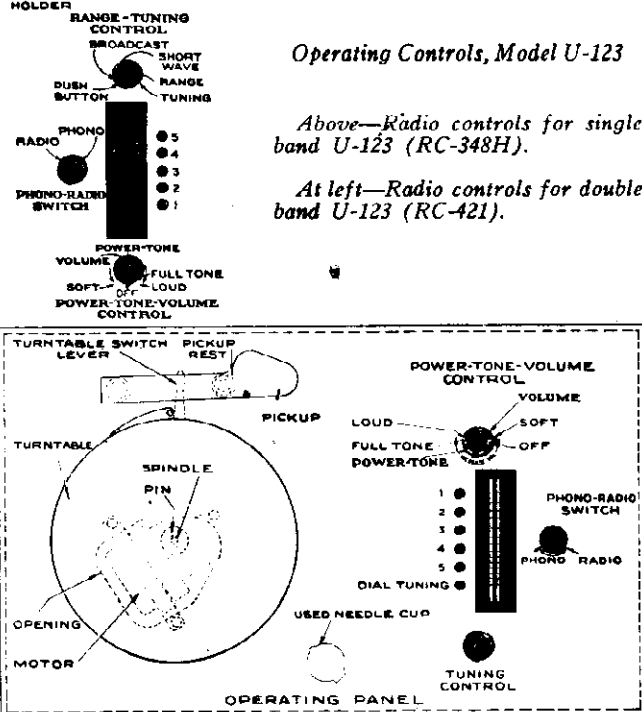 HOLDER
RANGE-TUNING
CONTROL
BROADCAST
SHORT
WAVE
RANGE
PUSH
BUTTON
TUNING
PHONO
RADIO
5
4
3
2
1
PHONO-RADIO
SWITCH
POWER-TONE
VOLUME
FULL TONE
SOFT
OFF
LOUD
POWER-TONE-VOLUME
CONTROL
Operating Controls, Model U-123
Above—Radio controls for single
band U-123 (RC-348H).
At left—Radio controls for double
band U-123 (RC-421).
TURNTABLE SWITCH
LEVER
PICKUP
REST
PICKUP
TURNTABLE
SPINDLE
PIN
OPENING
MOTOR
POWER-TONE-VOLUME
CONTROL
VOLUME
LOUD
SOFT
FULL TONE
OFF
POWER-TONE
1
2
3
4
5
DIAL TUNING
PHONO-RADIO
SWITCH
PHONO
RADIO
USED NEEDLE CUP
TUNING
CONTROL
OPERATING PANEL